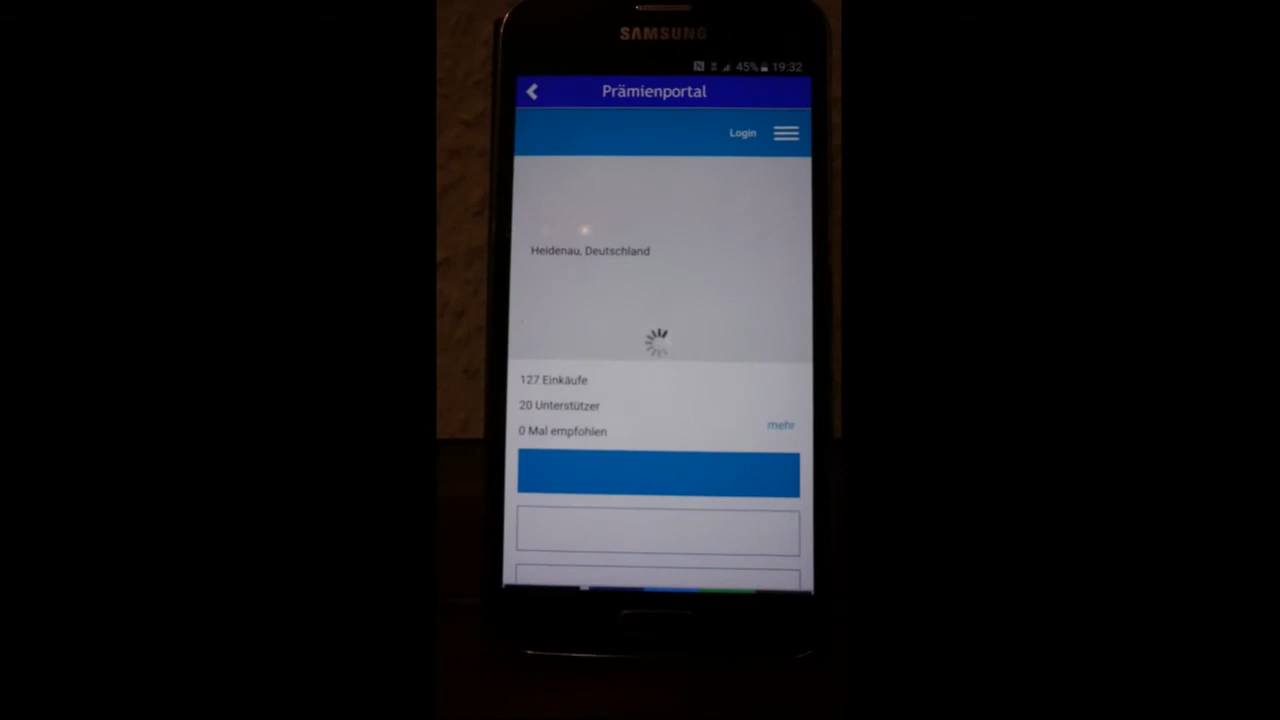 SAMSUNG
45% 19:32
Prämienportal
Login
Heidenau, Deutschland
127 Einkäufe
20 Unterstützer
0 Mal empfohlen
mehr